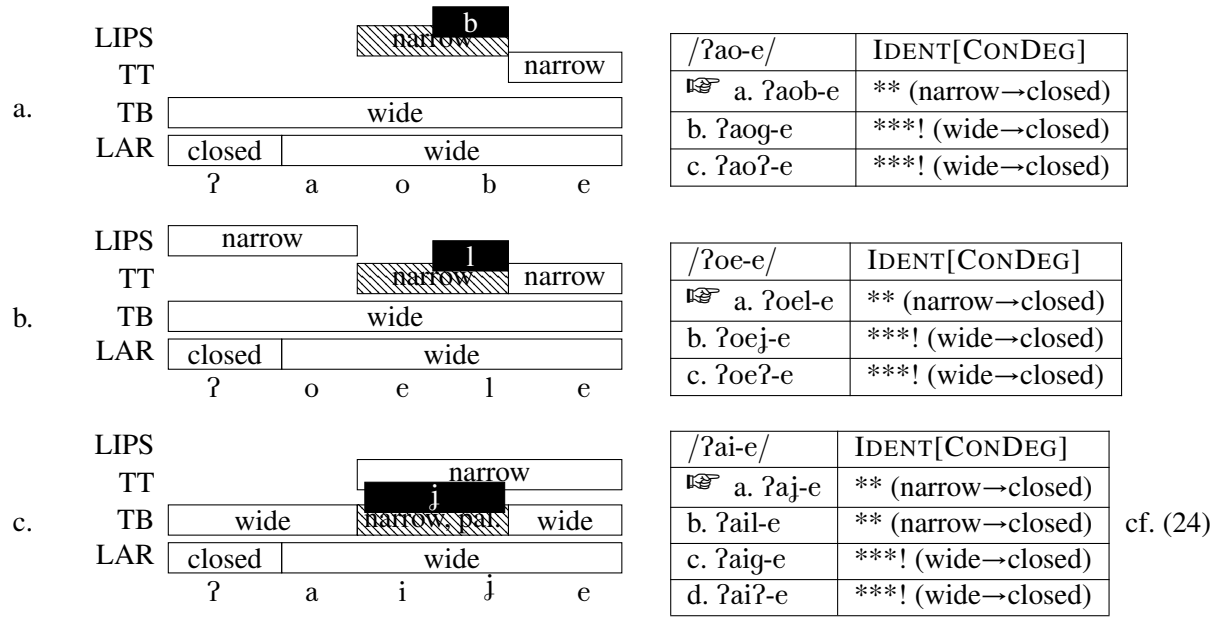 b
LIPS narrow
TT narrow
a. TB wide
LAR closed wide
ʔ a o b e
/ʔao-e/ IDENT[CONDEG]
☞ a. ʔaob-e ** (narrow→closed)
b. ʔaog-e ***! (wide→closed)
c. ʔaoʔ-e ***! (wide→closed)
LIPS narrow l
TT narrow narrow
b. TB wide
LAR closed wide
ʔ o e l e
/ʔoe-e/ IDENT[CONDEG]
☞ a. ʔoel-e ** (narrow→closed)
b. ʔoeɟ-e ***! (wide→closed)
c. ʔoeʔ-e ***! (wide→closed)
LIPS
TT narrow
ɟ
c. TB wide narrow, pal. wide
LAR closed wide
ʔ a i ɟ e
/ʔai-e/ IDENT[CONDEG]
☞ a. ʔaɟ-e ** (narrow→closed)
b. ʔail-e ** (narrow→closed) cf. (24)
c. ʔaig-e ***! (wide→closed)
d. ʔaiʔ-e ***! (wide→closed)